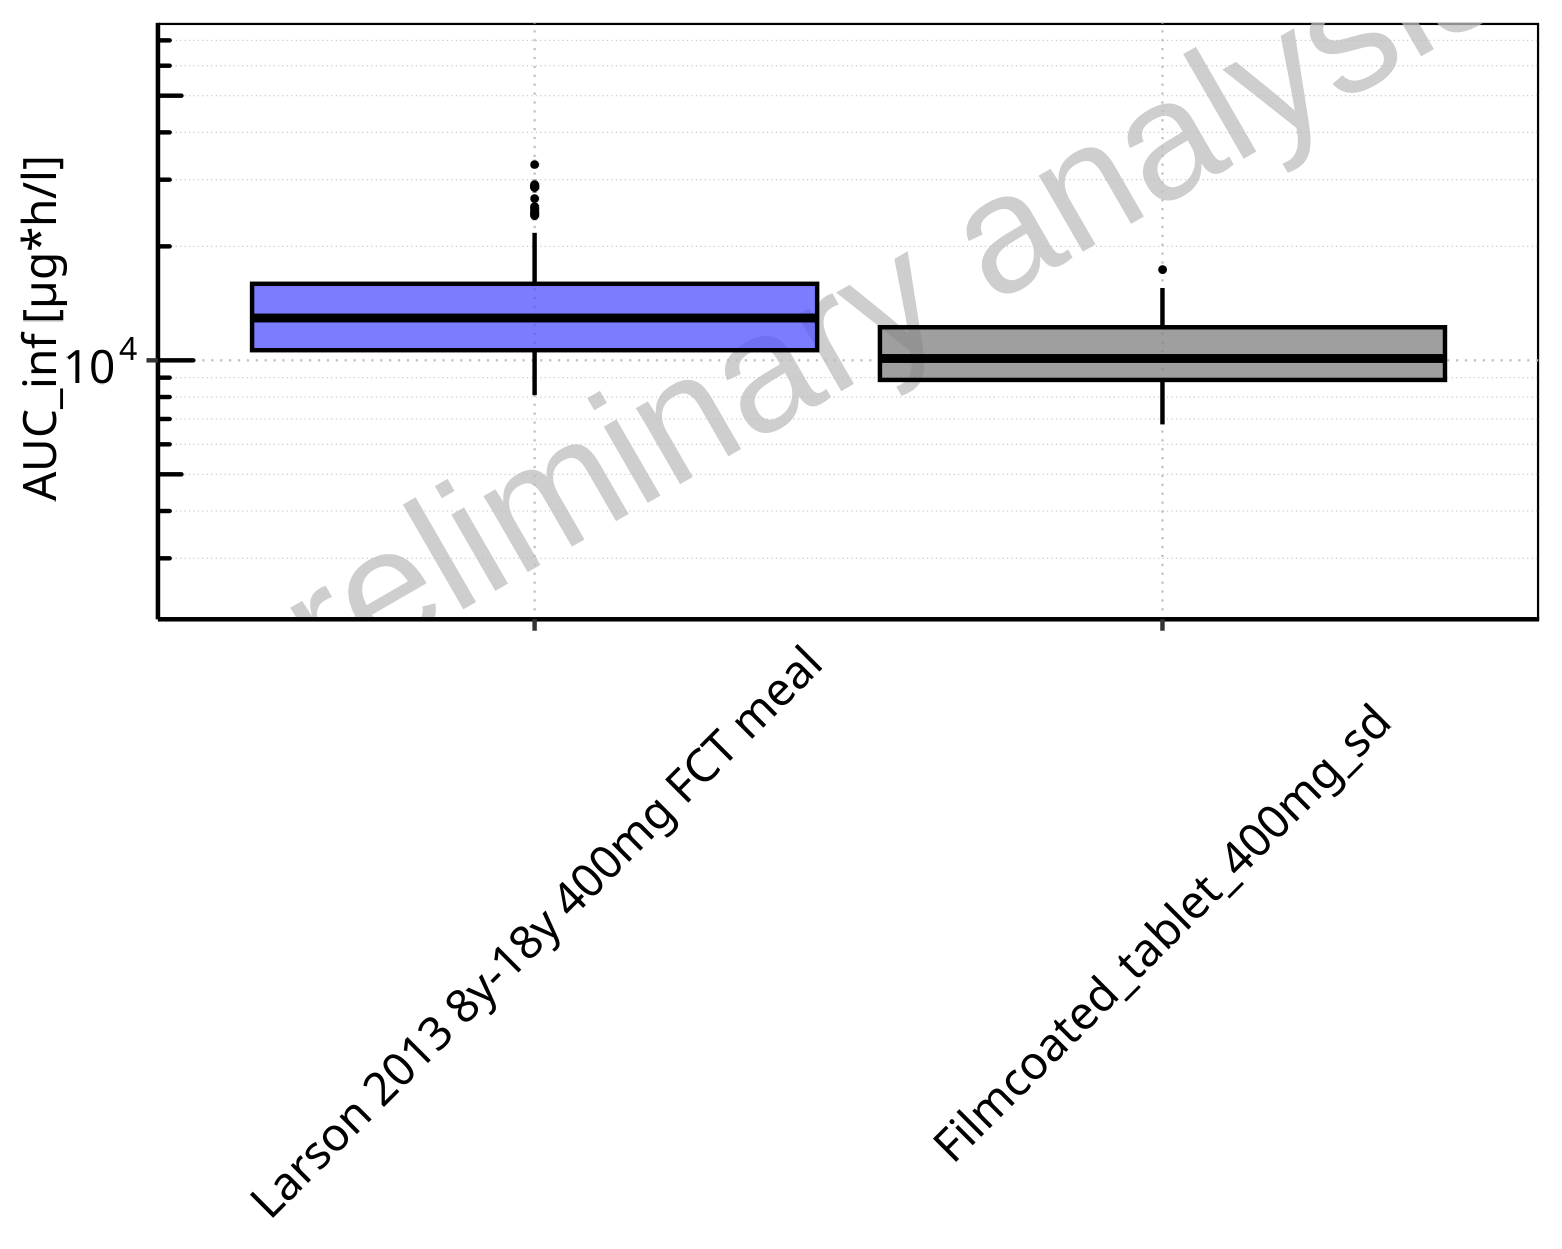 AUC_inf [µg*h/l]
10⁴
reliminary analysis
Larson 2013 8y-18y 400mg FCT meal
Filmcoated_tablet_400mg_sd